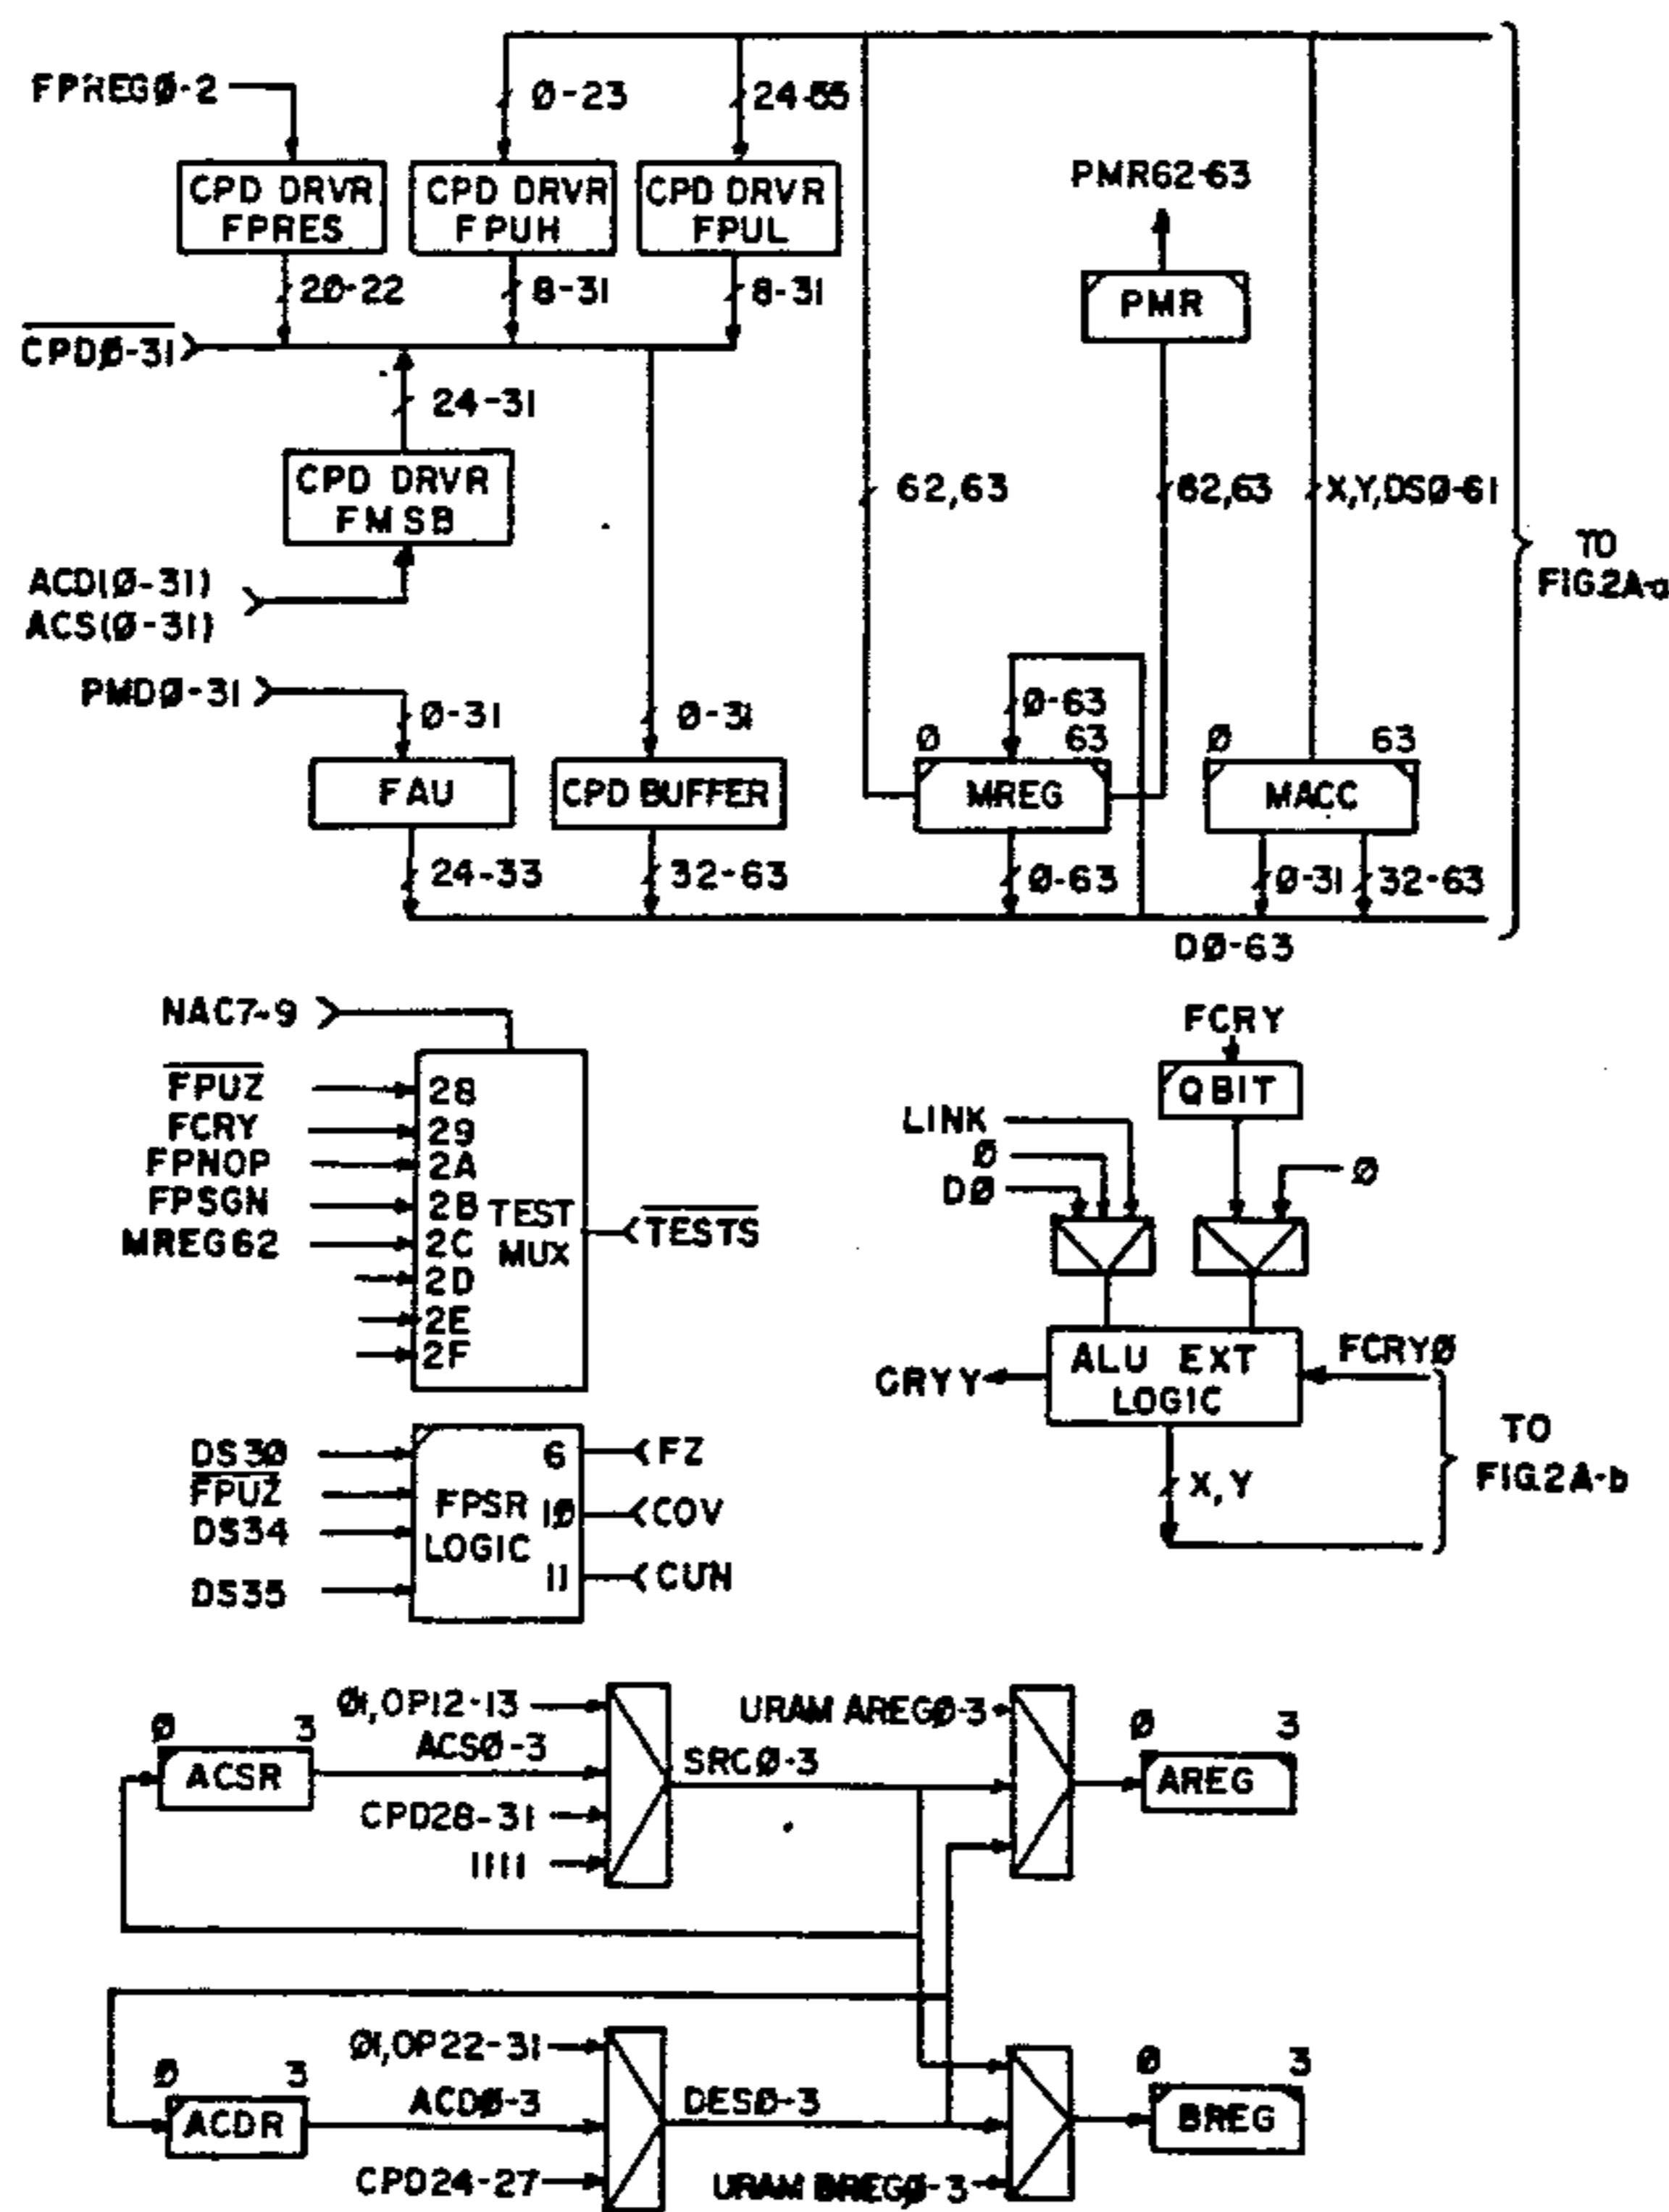 FPREGØ-2
Ø-23
24-55
CPD DRVR
FPRES
CPD DRVR
FPUH
CPD DRVR
FPUL
PMR62-63
20-22
8-31
8-31
PMR
CPDØ-31
24-31
CPD DRVR
FMSB
62,63
62,63
X,Y,DSØ-61
TO
FIG.2A-a
ACD(Ø-31)
ACS(Ø-31)
PMDØ-31
Ø-31
Ø-31
Ø-63
Ø
63
Ø
63
FAU
CPD BUFFER
MREG
MACC
24-33
32-63
Ø-63
Ø-31
32-63
DØ-63
NAC7-9
FCRY
QBIT
FPUZ
28
FCRY
29
FPNOP
2A
FPSGN
2B
MREG62
2C
2D
2E
2F
TEST
MUX
TESTS
LINK
Ø
DØ
Ø
ALU EXT
LOGIC
FCRYØ
CRYY
X,Y
TO
FIG.2A-b
DS3Ø
FPUZ
DS34
DS35
FPSR
LOGIC
6
1Ø
11
FZ
COV
CUN
Ø1,OP12-13
URAM AREGØ-3
Ø
3
ACSR
ACSØ-3
SRCØ-3
Ø
3
AREG
CPD28-31
1111
Ø1,OP22-31
Ø
3
ACDR
ACDØ-3
DESØ-3
Ø
3
BREG
CPD24-27
URAM BREGØ-3